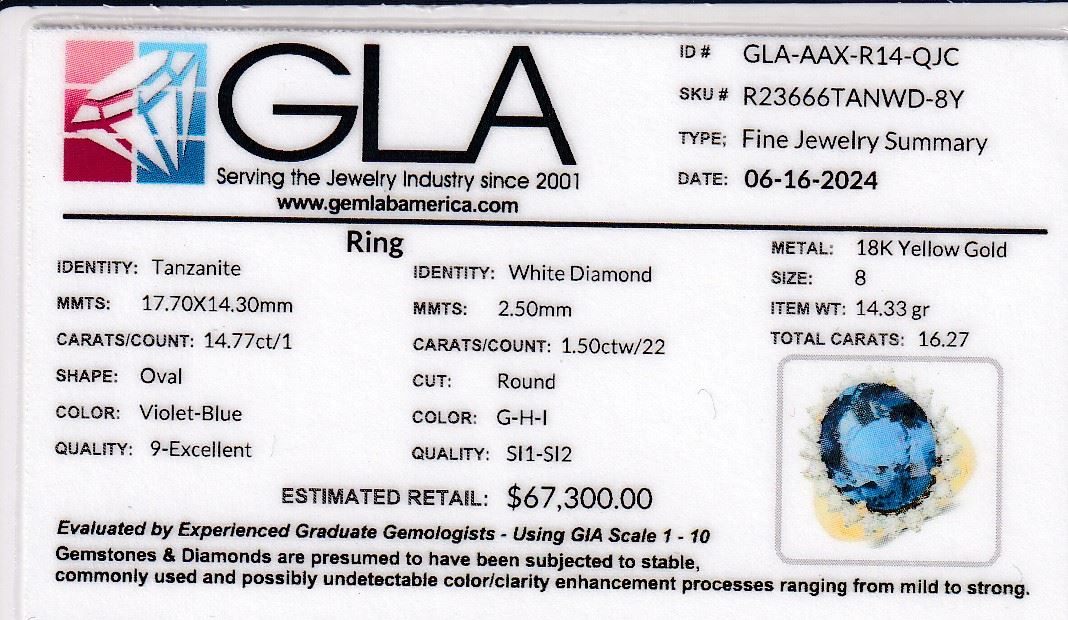 GLA
Serving the Jewelry Industry since 2001
www.gemlabamerica.com
ID # GLA-AAX-R14-QJC
SKU # R23666TANWD-8Y
TYPE; Fine Jewelry Summary
DATE: 06-16-2024
Ring
IDENTITY: Tanzanite
MMTS: 17.70X14.30mm
CARATS/COUNT: 14.77ct/1
SHAPE: Oval
COLOR: Violet-Blue
QUALITY: 9-Excellent
IDENTITY: White Diamond
MMTS: 2.50mm
CARATS/COUNT: 1.50ctw/22
CUT: Round
COLOR: G-H-I
QUALITY: SI1-SI2
METAL: 18K Yellow Gold
SIZE: 8
ITEM WT: 14.33 gr
TOTAL CARATS: 16.27
ESTIMATED RETAIL: $67,300.00
Evaluated by Experienced Graduate Gemologists - Using GIA Scale 1 - 10
Gemstones & Diamonds are presumed to have been subjected to stable,
commonly used and possibly undetectable color/clarity enhancement processes ranging from mild to strong.